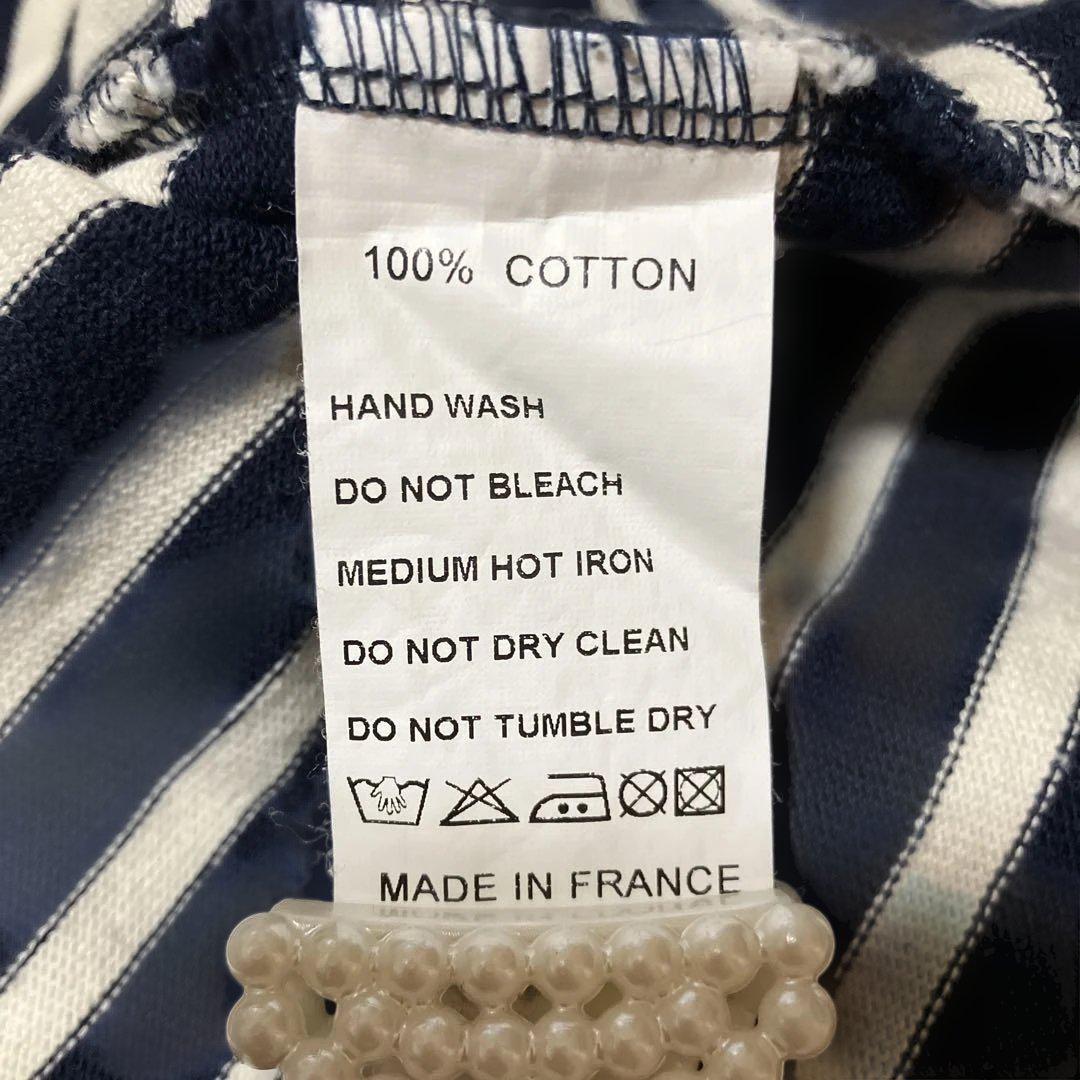 100% COTTON
HAND WASH
DO NOT BLEACH
MEDIUM HOT IRON
DO NOT DRY CLEAN
DO NOT TUMBLE DRY
MADE IN FRANCE